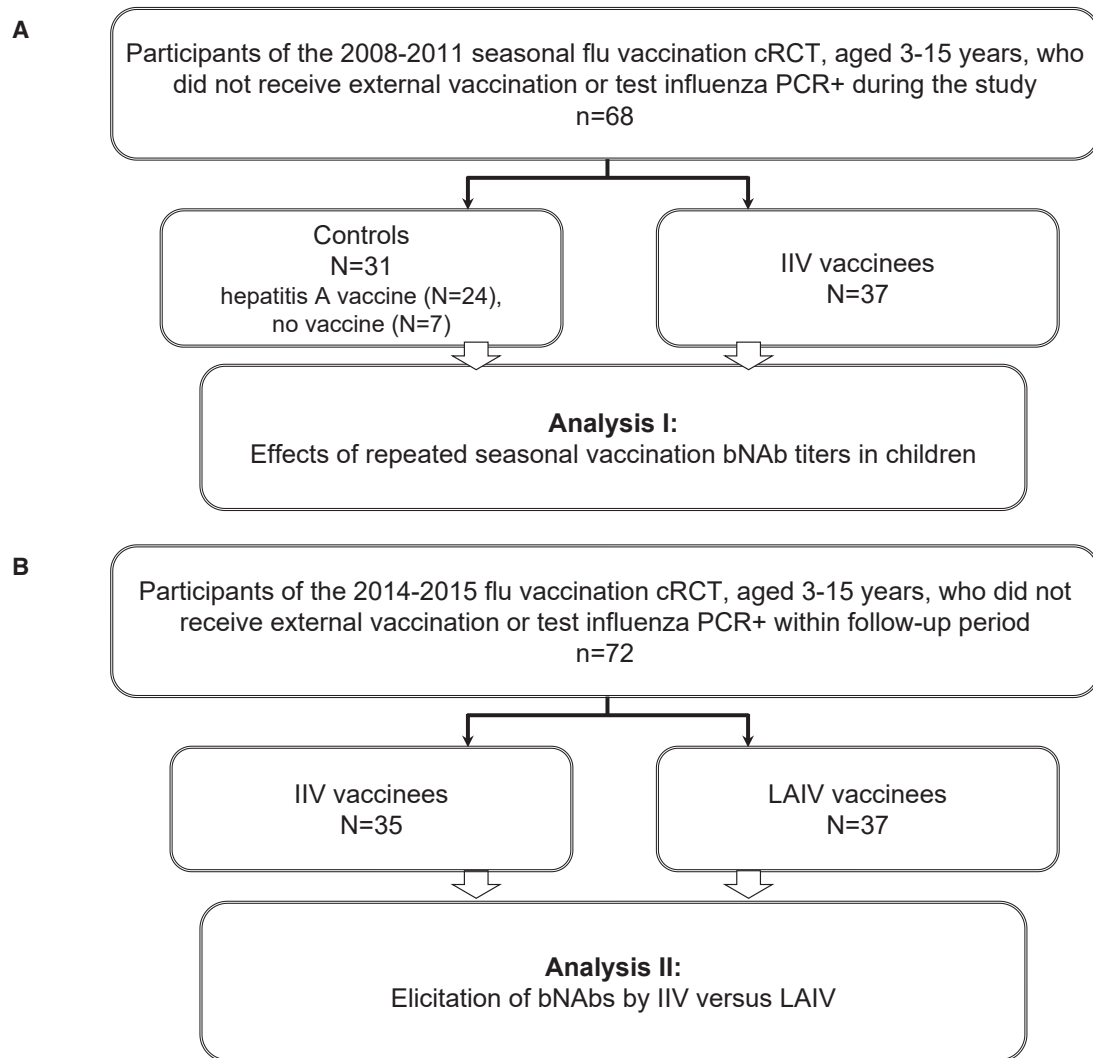 A
Participants of the 2008-2011 seasonal flu vaccination cRCT, aged 3-15 years, who
did not receive external vaccination or test influenza PCR+ during the study
n=68
Controls
N=31
hepatitis A vaccine (N=24),
no vaccine (N=7)
IIV vaccinees
N=37
Analysis I:
Effects of repeated seasonal vaccination bNAb titers in children
B
Participants of the 2014-2015 flu vaccination cRCT, aged 3-15 years, who did not
receive external vaccination or test influenza PCR+ within follow-up period
n=72
IIV vaccinees
N=35
LAIV vaccinees
N=37
Analysis II:
Elicitation of bNAbs by IIV versus LAIV